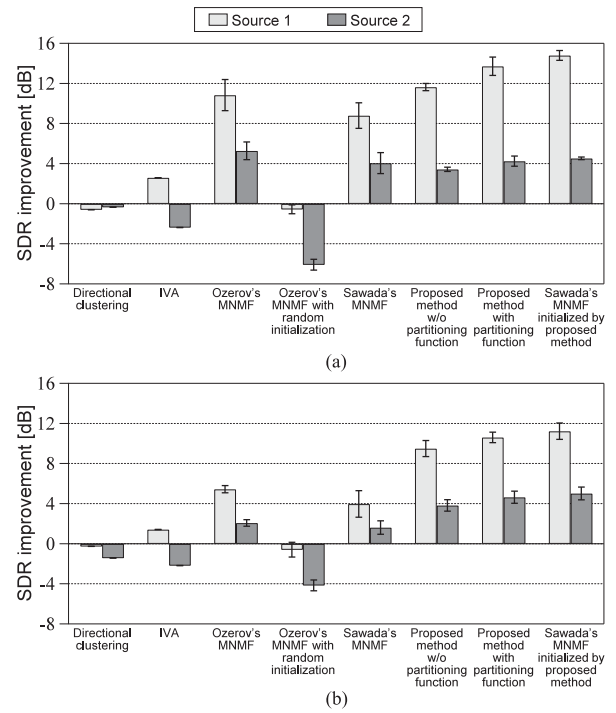 Source 1 Source 2
SDR improvement [dB]
16
12
8
4
0
-4
-8
Directional
clustering
IVA
Ozerov's
MNMF
Ozerov's
MNMF with
random
initialization
Sawada's
MNMF
Proposed
method
w/o
partitioning
function
Proposed
method
with
partitioning
function
Sawada's
MNMF
initialized by
proposed
method
(a)
SDR improvement [dB]
16
12
8
4
0
-4
-8
Directional
clustering
IVA
Ozerov's
MNMF
Ozerov's
MNMF with
random
initialization
Sawada's
MNMF
Proposed
method
w/o
partitioning
function
Proposed
method
with
partitioning
function
Sawada's
MNMF
initialized by
proposed
method
(b)